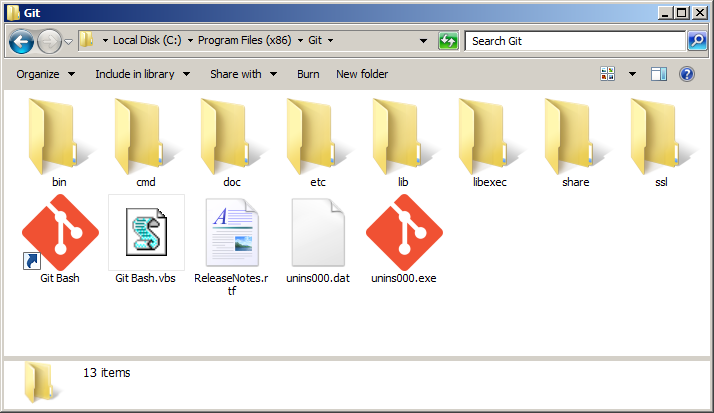 Git
Local Disk (C:) Program Files (x86) Git Search Git
Organize Include in library Share with Burn New folder
bin cmd doc etc lib libexec share ssl
Git Bash Git Bash.vbs ReleaseNotes.r unins000.dat unins000.exe
tf
13 items